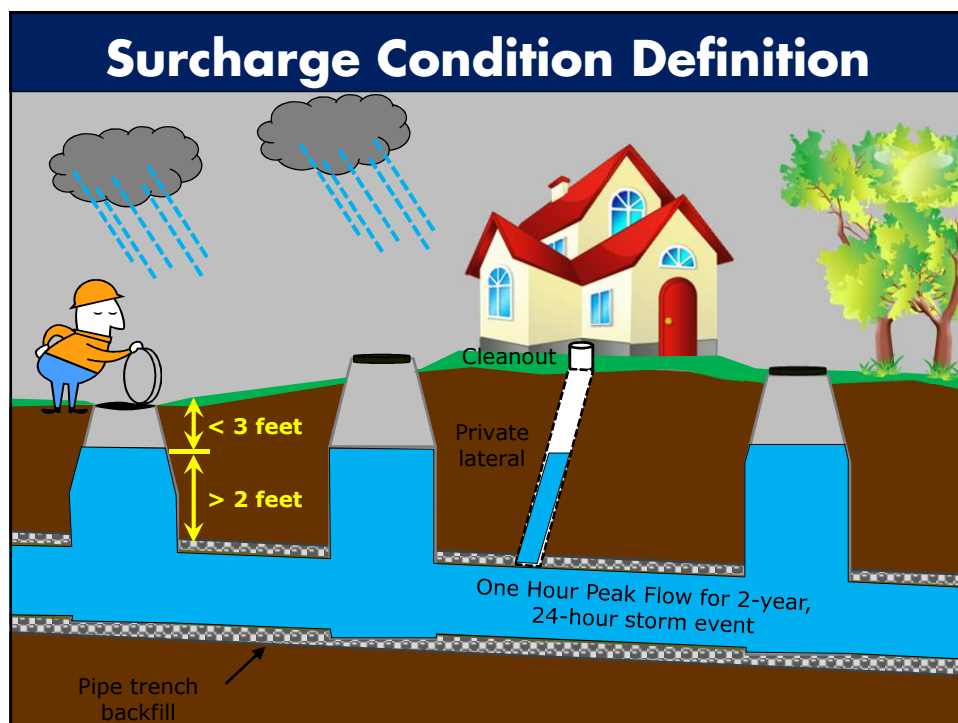 Surcharge Condition Definition
Cleanout
< 3 feet
Private
lateral
> 2 feet
One Hour Peak Flow for 2-year,
24-hour storm event
Pipe trench
backfill